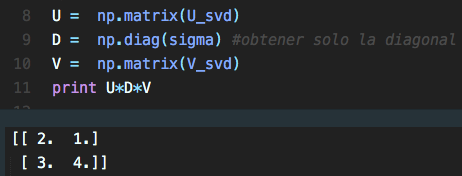 8 U = np.matrix(U_svd)
9 D = np.diag(sigma) #obtener solo la diagonal
10 V = np.matrix(V_svd)
11 print U*D*V
[[ 2. 1.]
[ 3. 4.]]